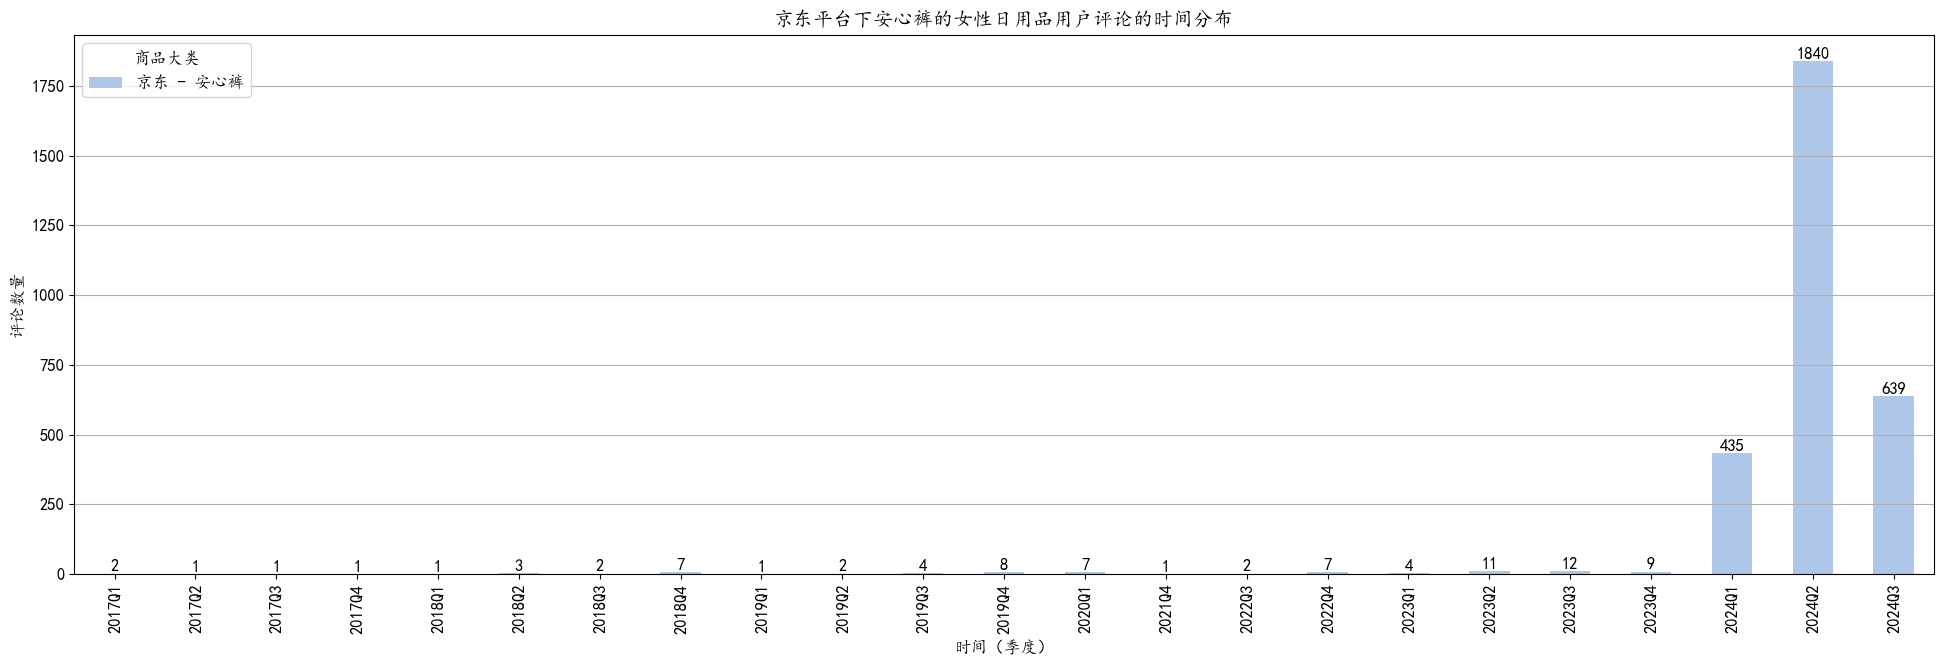 京东平台下安心裤的女性日用品用户评论的时间分布
商品大类
京东 - 安心裤
评论数量
1750
1500
1250
1000
750
500
250
0
2
1
1
1
1
3
2
7
1
2
4
8
7
1
2
7
4
11
12
9
435
1840
639
2017Q1
2017Q2
2017Q3
2017Q4
2018Q1
2018Q2
2018Q3
2018Q4
2019Q1
2019Q2
2019Q3
2019Q4
2020Q1
2021Q4
2022Q3
2022Q4
2023Q1
2023Q2
2023Q3
2023Q4
2024Q1
2024Q2
2024Q3
时间（季度）